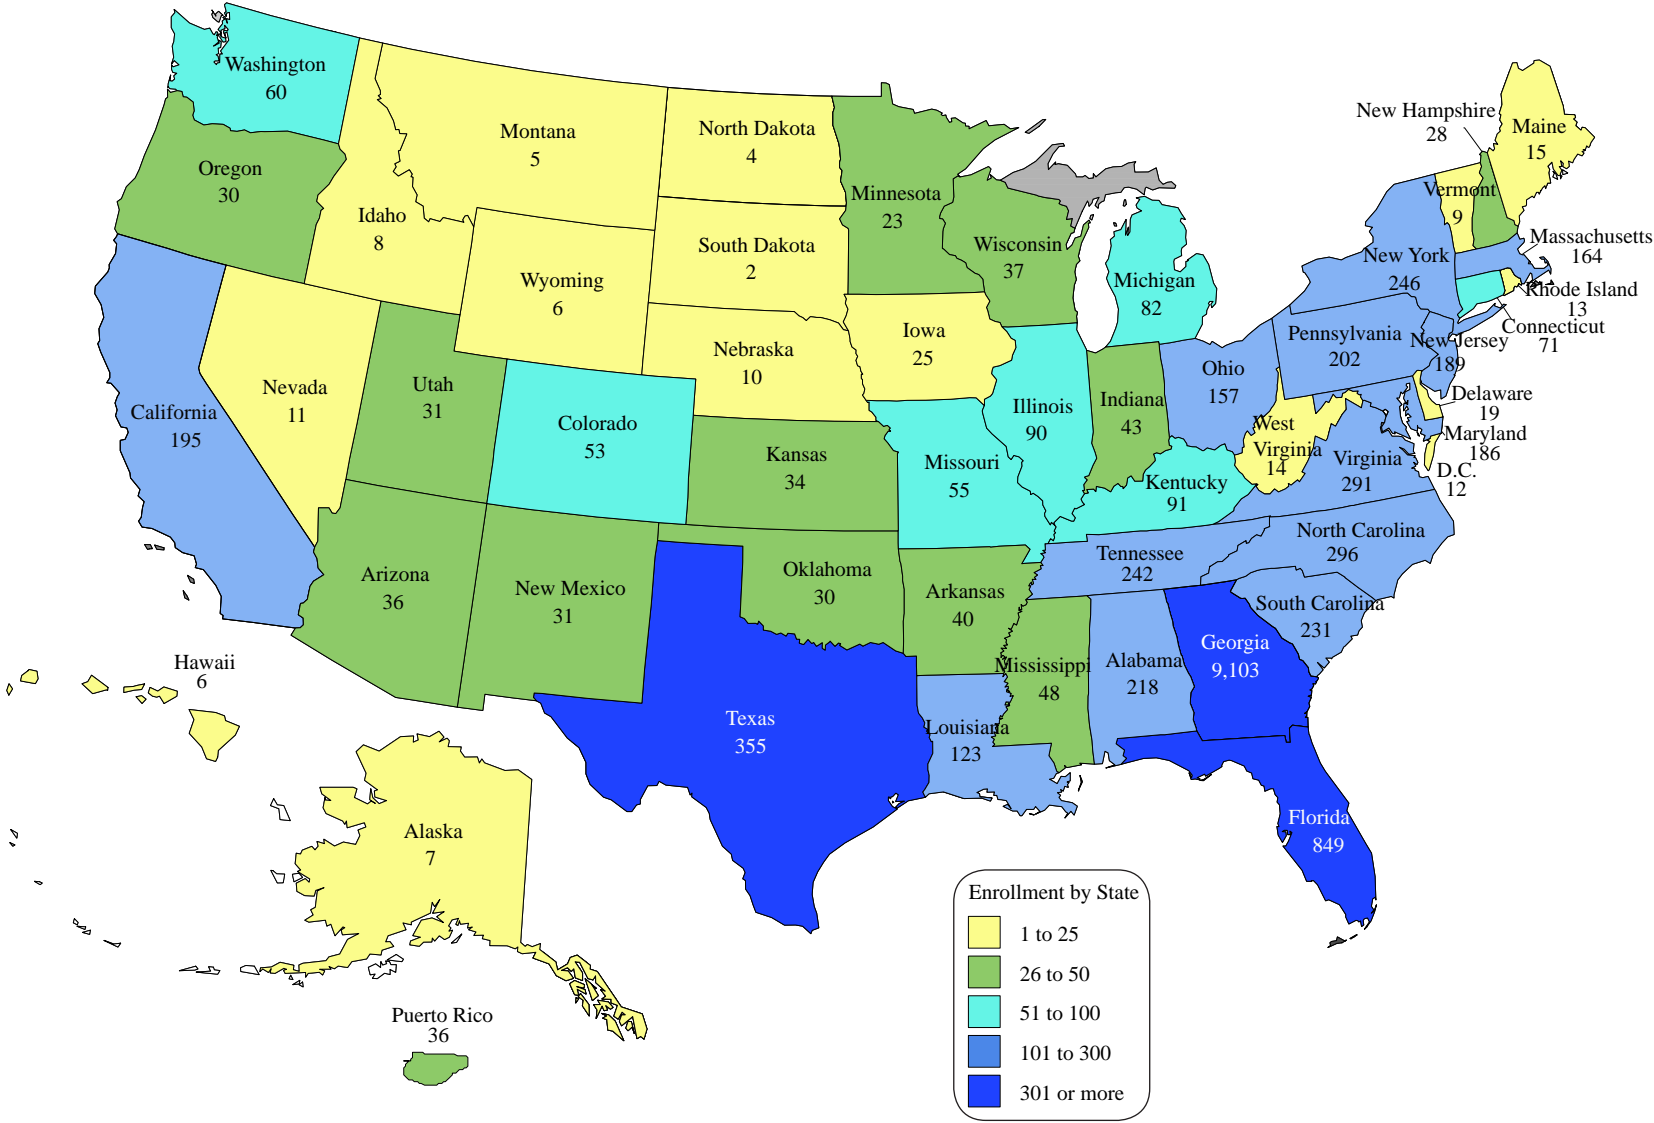 Washington
60
Oregon
30
California
195
Nevada
11
Idaho
8
Montana
5
Wyoming
6
Utah
31
Colorado
53
Arizona
36
New Mexico
31
North Dakota
4
South Dakota
2
Nebraska
10
Kansas
34
Oklahoma
30
Texas
355
Minnesota
23
Iowa
25
Missouri
55
Arkansas
40
Louisiana
123
Wisconsin
37
Illinois
90
Michigan
82
Indiana
43
Ohio
157
Kentucky
91
Tennessee
242
Mississippi
48
Alabama
218
Georgia
9,103
Florida
849
South Carolina
231
North Carolina
296
Virginia
291
West
Virginia
14
Pennsylvania
202
New York
246
Vermont
9
New Hampshire
28
Maine
15
Massachusetts
164
Rhode Island
13
Connecticut
71
New Jersey
189
Delaware
19
Maryland
186
D.C.
12
Hawaii
6
Alaska
7
Puerto Rico
36
Enrollment by State
1 to 25
26 to 50
51 to 100
101 to 300
301 or more